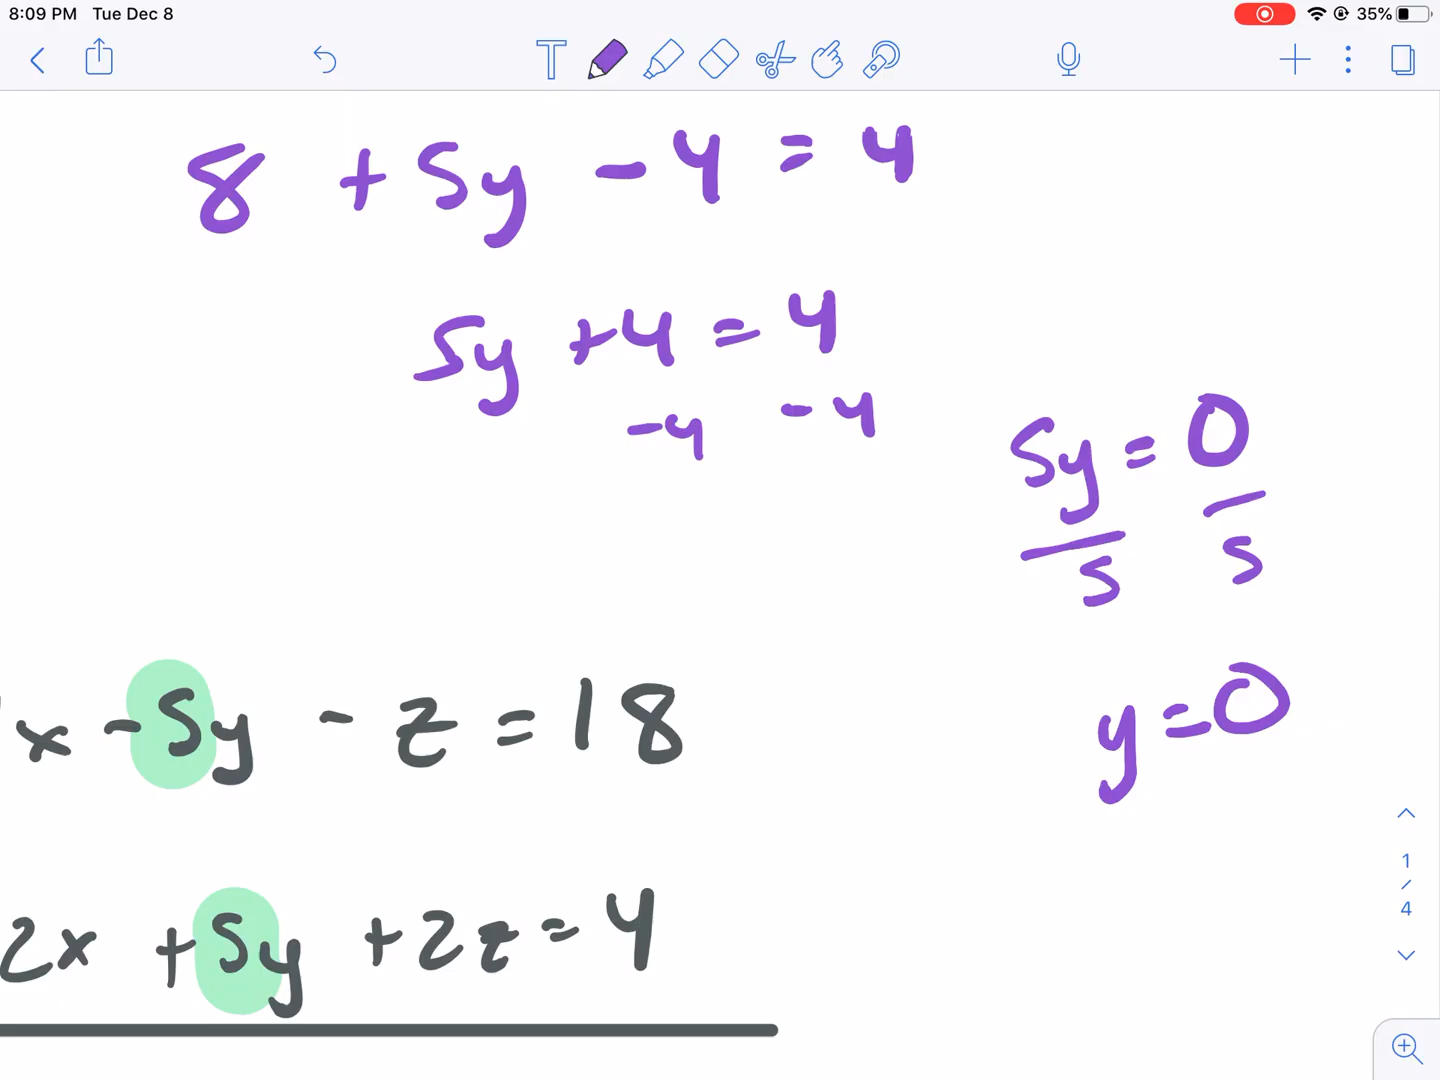 8:09 PM Tue Dec 8 35%
T
8 + 5y - 4 = 4
5y + 4 = 4
-4 - 4
5y = 0
5 5
x - 5y - z = 18
y = 0
2x + 5y + 2z = 4
1
/
4